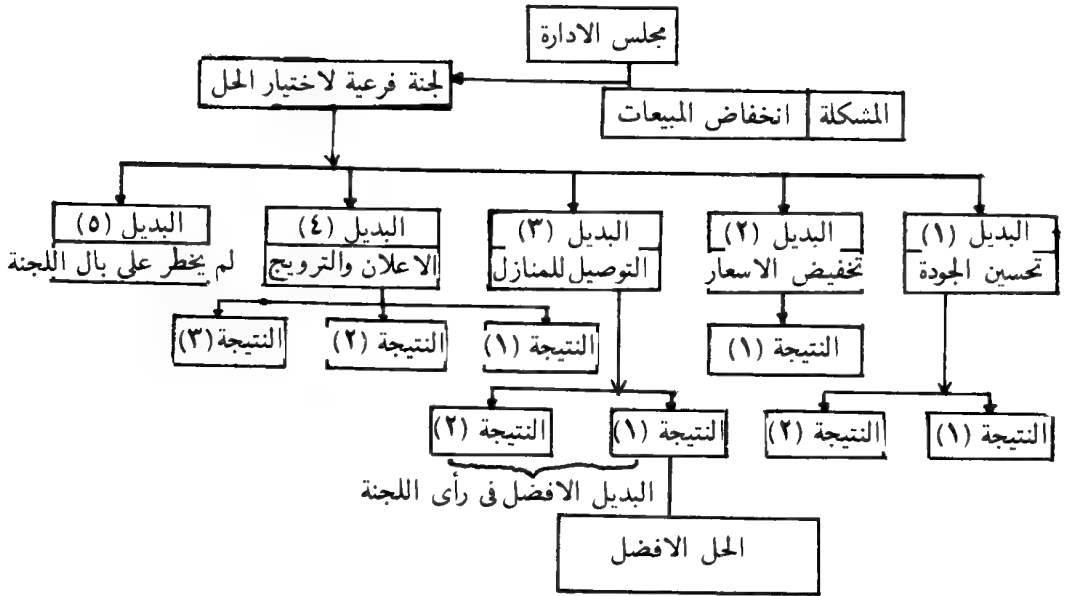 مجلس الادارة
لجنة فرعية لاختيار الحل
المشكلة
انخفاض المبيعات
البديل (١)
تحسين الجودة
البديل (٢)
تخفيض الاسعار
البديل (٣)
التوصيل للمنازل
البديل (٤)
الاعلان والترويج
البديل (٥)
لم يخطر على بال اللجنة
النتيجة (١)
النتيجة (٢)
النتيجة (٣)
النتيجة (١)
النتيجة (١)
النتيجة (٢)
النتيجة (١)
النتيجة (٢)
البديل الافضل فى رأى اللجنة
الحل الافضل